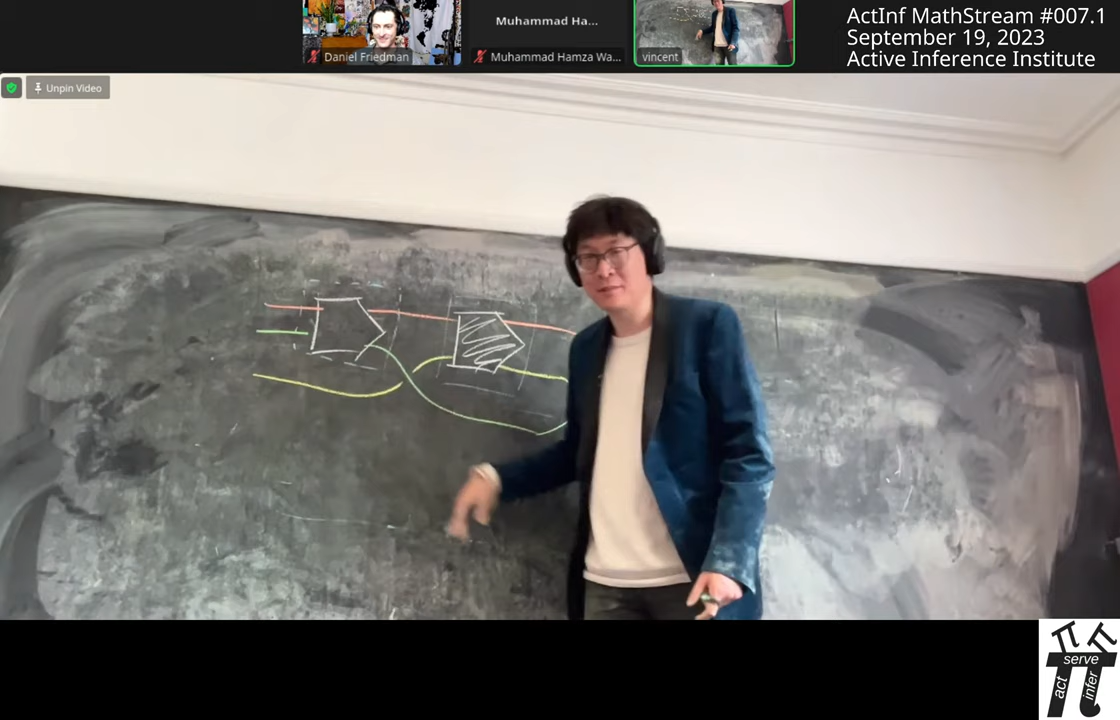 Muhammad Ha...
Daniel Friedman
Muhammad Hamza Wa...
vincent
ActInf MathStream #007.1
September 19, 2023
Active Inference Institute
Unpin Video
π π
serve
act
infer